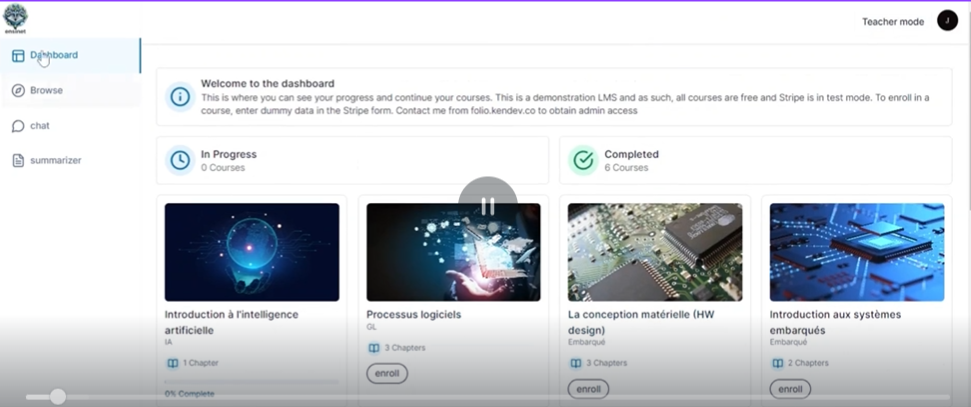 ensinet
Teacher mode
J
Dashboard
Browse
chat
summarizer
Welcome to the dashboard
This is where you can see your progress and continue your courses. This is a demonstration LMS and as such, all courses are free and Stripe is in test mode. To enroll in a
course, enter dummy data in the Stripe form. Contact me from folio.kendev.co to obtain admin access
In Progress
0 Courses
Completed
6 Courses
Introduction à l'intelligence
artificielle
IA
1 Chapter
0% Complete
Processus logiciels
GL
3 Chapters
enroll
La conception matérielle (HW
design)
Embarqué
3 Chapters
enroll
Introduction aux systèmes
embarqués
Embarqué
2 Chapters
enroll